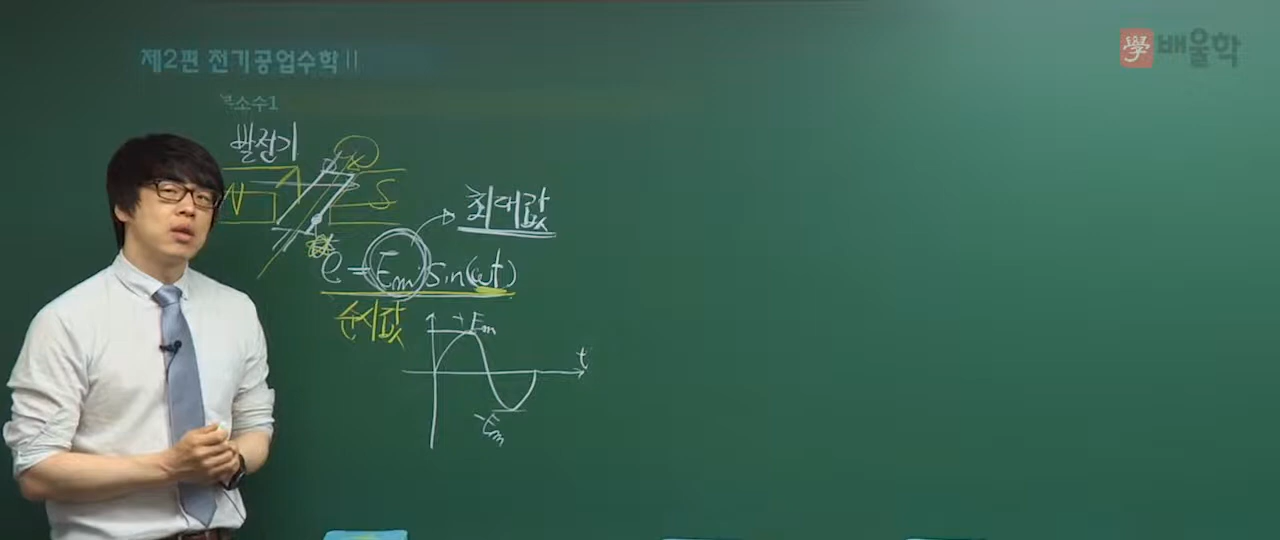 제2편 전기공업수학 II
學 배울학
복소수1
발전기
N
S
최대값
e = Em sin(ωt)
순시값
+Em
t
-Em